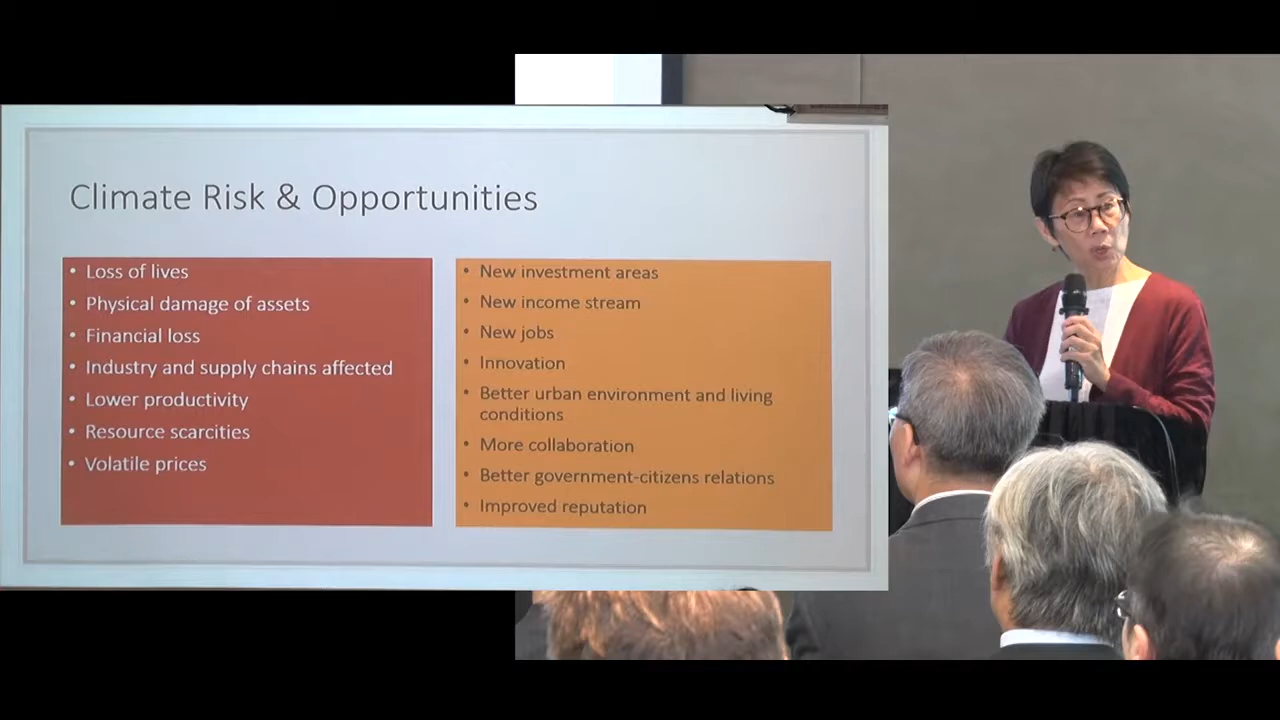 Climate Risk & Opportunities
• Loss of lives
• Physical damage of assets
• Financial loss
• Industry and supply chains affected
• Lower productivity
• Resource scarcities
• Volatile prices
• New investment areas
• New income stream
• New jobs
• Innovation
• Better urban environment and living
conditions
• More collaboration
• Better government-citizens relations
• Improved reputation